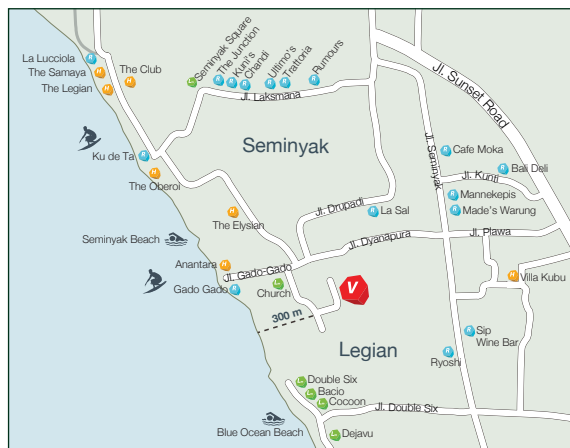 La Lucciola
The Samaya
The Legian
The Club
Seminyak Square
The Junction
Kuni's
Chandi
Ultimo's
Trattoria
Rumours
Jl. Laksmana
Jl. Sunset Road
Seminyak
Jl. Seminyak
Cafe Moka
Bali Deli
Jl. Kunti
Mannekepis
Made's Warung
Ku de Ta
The Oberoi
Jl. Drupadi
La Sal
The Elysian
Jl. Plawa
Jl. Dyanapura
Seminyak Beach
Anantara
Jl. Gado-Gado
Gado Gado
Church
V
Villa Kubu
300 m
Legian
Sip
Wine Bar
Ryoshi
Double Six
Bacio
Cocoon
Jl. Double Six
Blue Ocean Beach
Dejavu